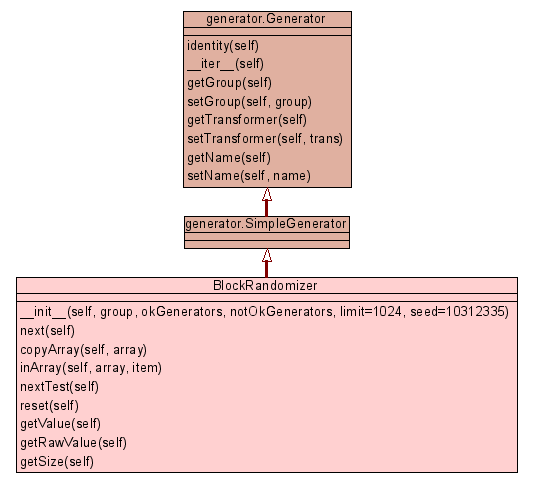 generator.Generator
identity(self)
__iter__(self)
getGroup(self)
setGroup(self, group)
getTransformer(self)
setTransformer(self, trans)
getName(self)
setName(self, name)
generator.SimpleGenerator
BlockRandomizer
__init__(self, group, okGenerators, notOkGenerators, limit=1024, seed=10312335)
next(self)
copyArray(self, array)
inArray(self, array, item)
nextTest(self)
reset(self)
getValue(self)
getRawValue(self)
getSize(self)